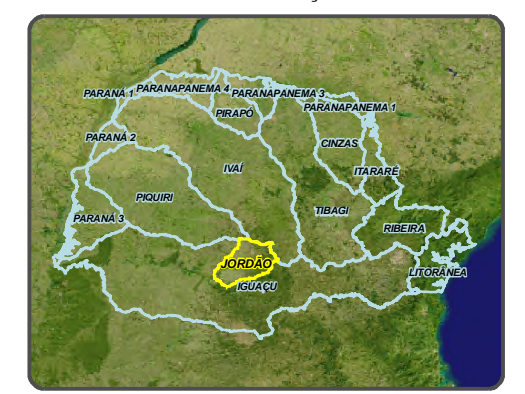 PARANÁ 1
PARANAPANEMA 4
PARANAPANEMA 3
PARANAPANEMA 1
PIRAPÓ
PARANÁ 2
CINZAS
IVAÍ
ITARARÉ
PIQUIRI
TIBAGI
PARANÁ 3
RIBEIRA
JORDÃO
LITORÂNEA
IGUAÇU